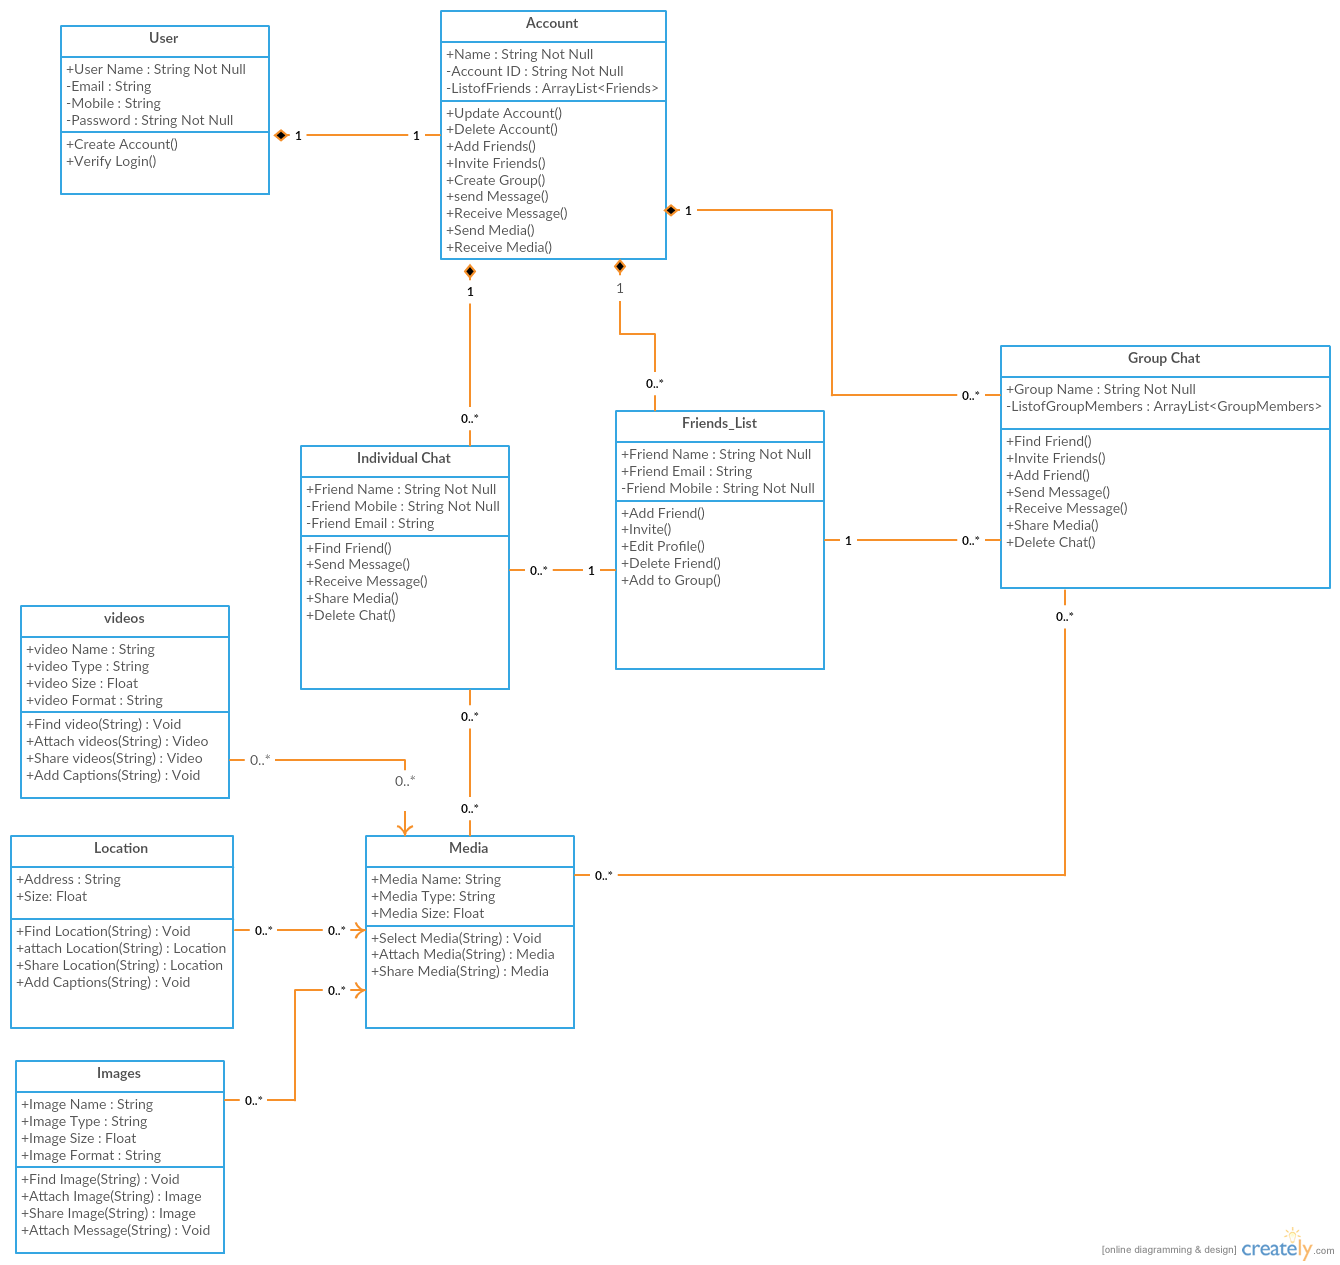 User
+User Name : String Not Null
-Email : String
-Mobile : String
-Password : String Not Null
+Create Account()
+Verify Login()
1
1
Account
+Name : String Not Null
-Account ID : String Not Null
-ListofFriends : ArrayList<Friends>
+Update Account()
+Delete Account()
+Add Friends()
+Invite Friends()
+Create Group()
+send Message()
+Receive Message()
+Send Media()
+Receive Media()
1
1
1
0..*
0..*
0..*
Group Chat
+Group Name : String Not Null
-ListofGroupMembers : ArrayList<GroupMembers>
+Find Friend()
+Invite Friends()
+Add Friend()
+Send Message()
+Receive Message()
+Share Media()
+Delete Chat()
Friends_List
+Friend Name : String Not Null
+Friend Email : String
-Friend Mobile : String Not Null
+Add Friend()
+Invite()
+Edit Profile()
+Delete Friend()
+Add to Group()
1
0..*
Individual Chat
+Friend Name : String Not Null
-Friend Mobile : String Not Null
-Friend Email : String
+Find Friend()
+Send Message()
+Receive Message()
+Share Media()
+Delete Chat()
0..*
1
0..*
videos
+video Name : String
+video Type : String
+video Size : Float
+video Format : String
+Find video(String) : Void
+Attach videos(String) : Video
+Share videos(String) : Video
+Add Captions(String) : Void
0..*
0..*
0..*
0..*
Location
+Address : String
+Size: Float
+Find Location(String) : Void
+attach Location(String) : Location
+Share Location(String) : Location
+Add Captions(String) : Void
0..*
0..*
Media
+Media Name: String
+Media Type: String
+Media Size: Float
+Select Media(String) : Void
+Attach Media(String) : Media
+Share Media(String) : Media
0..*
0..*
0..*
Images
+Image Name : String
+Image Type : String
+Image Size : Float
+Image Format : String
+Find Image(String) : Void
+Attach Image(String) : Image
+Share Image(String) : Image
+Attach Message(String) : Void
[online diagramming & design] creately.com